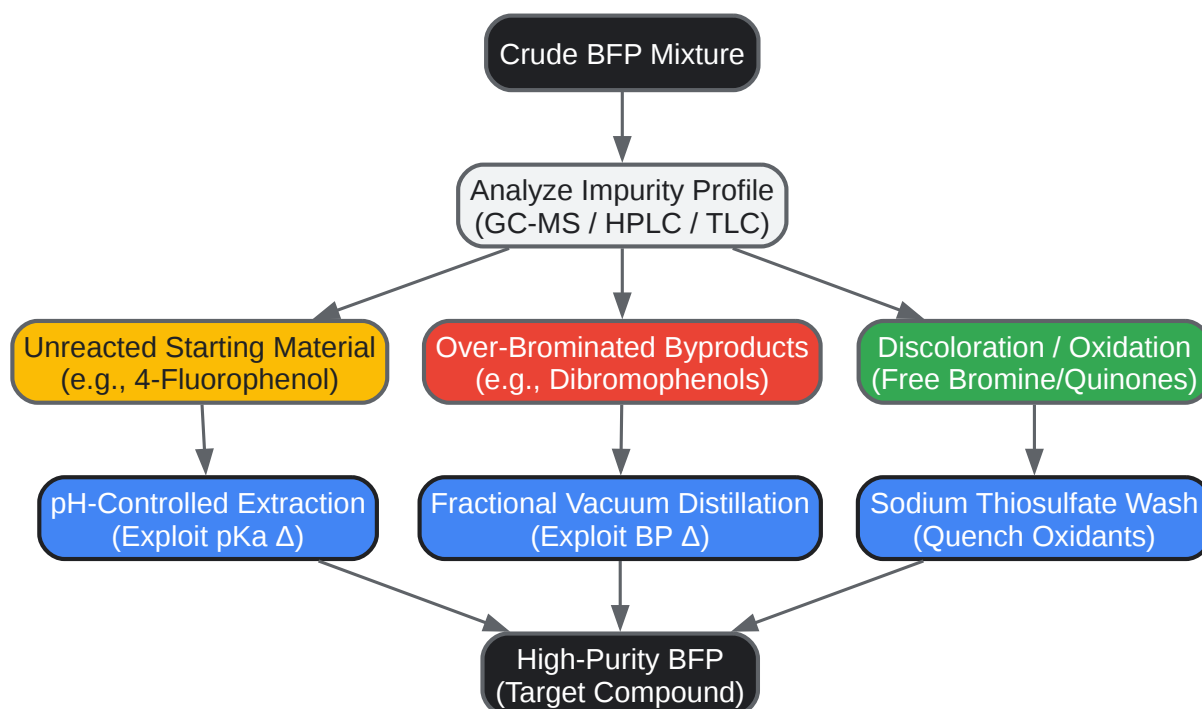 Crude BFP Mixture
Analyze Impurity Profile
(GC-MS / HPLC / TLC)
Unreacted Starting Material
(e.g., 4-Fluorophenol)
Over-Brominated Byproducts
(e.g., Dibromophenols)
Discoloration / Oxidation
(Free Bromine/Quinones)
pH-Controlled Extraction
(Exploit pKa Δ)
Fractional Vacuum Distillation
(Exploit BP Δ)
Sodium Thiosulfate Wash
(Quench Oxidants)
High-Purity BFP
(Target Compound)